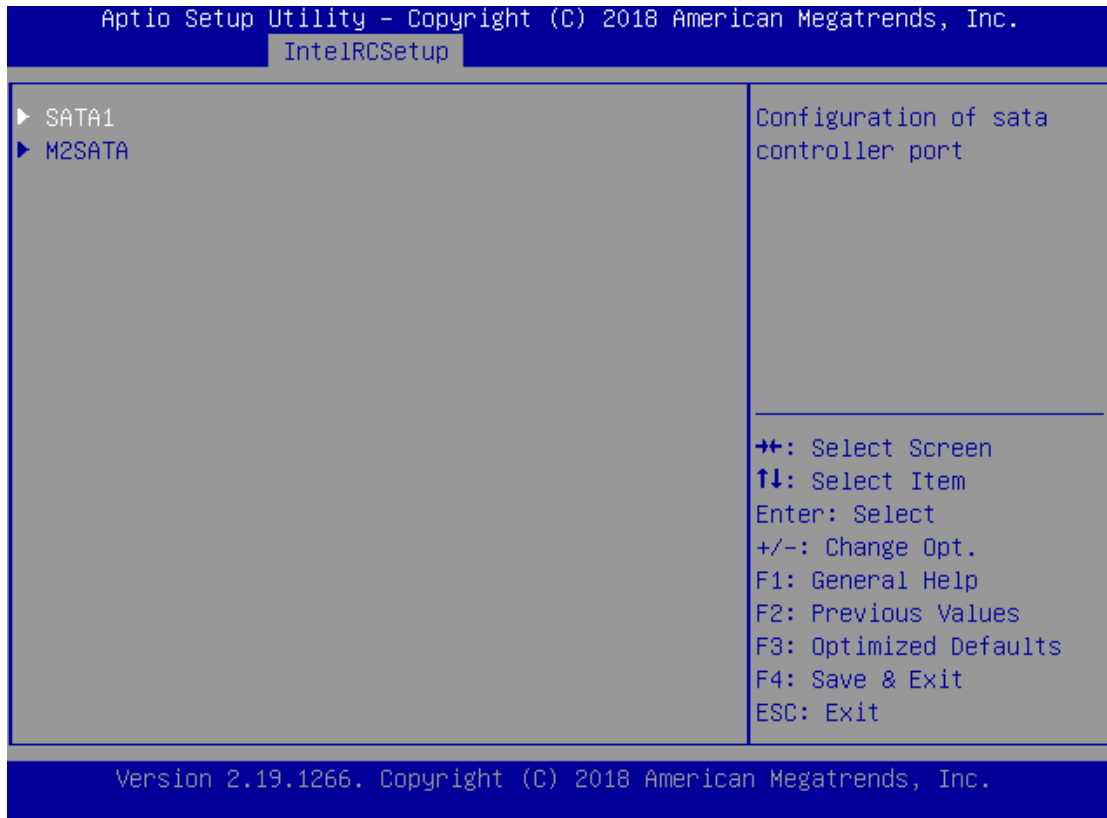 Aptio Setup Utility – Copyright (C) 2018 American Megatrends, Inc.
IntelRCSetup
▶ SATA1
▶ M2SATA
Configuration of sata
controller port
→←: Select Screen
↑↓: Select Item
Enter: Select
+/-: Change Opt.
F1: General Help
F2: Previous Values
F3: Optimized Defaults
F4: Save & Exit
ESC: Exit
Version 2.19.1266. Copyright (C) 2018 American Megatrends, Inc.